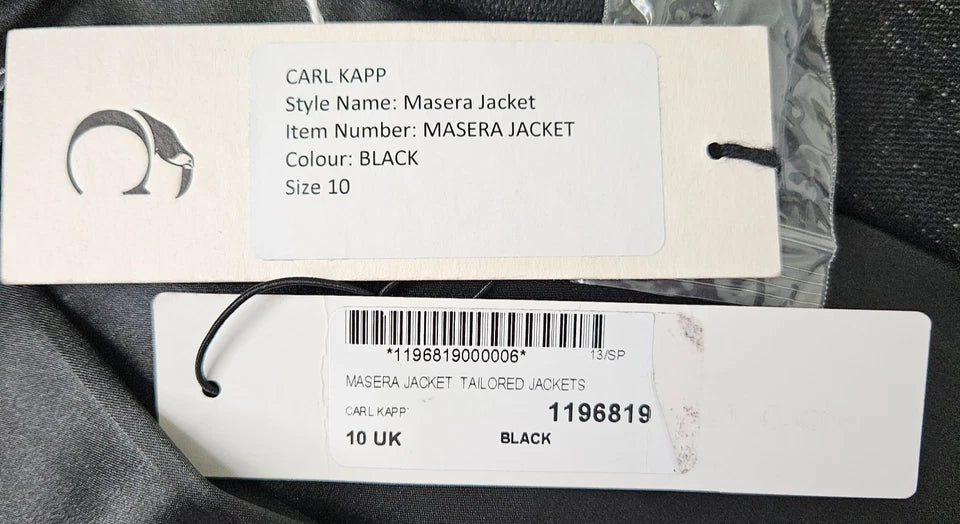 CARL KAPP
Style Name: Masera Jacket
Item Number: MASERA JACKET
Colour: BLACK
Size 10
*1196819000006* 13/SP
MASERA JACKET TAILORED JACKETS
CARL KAPP 1196819
10 UK BLACK